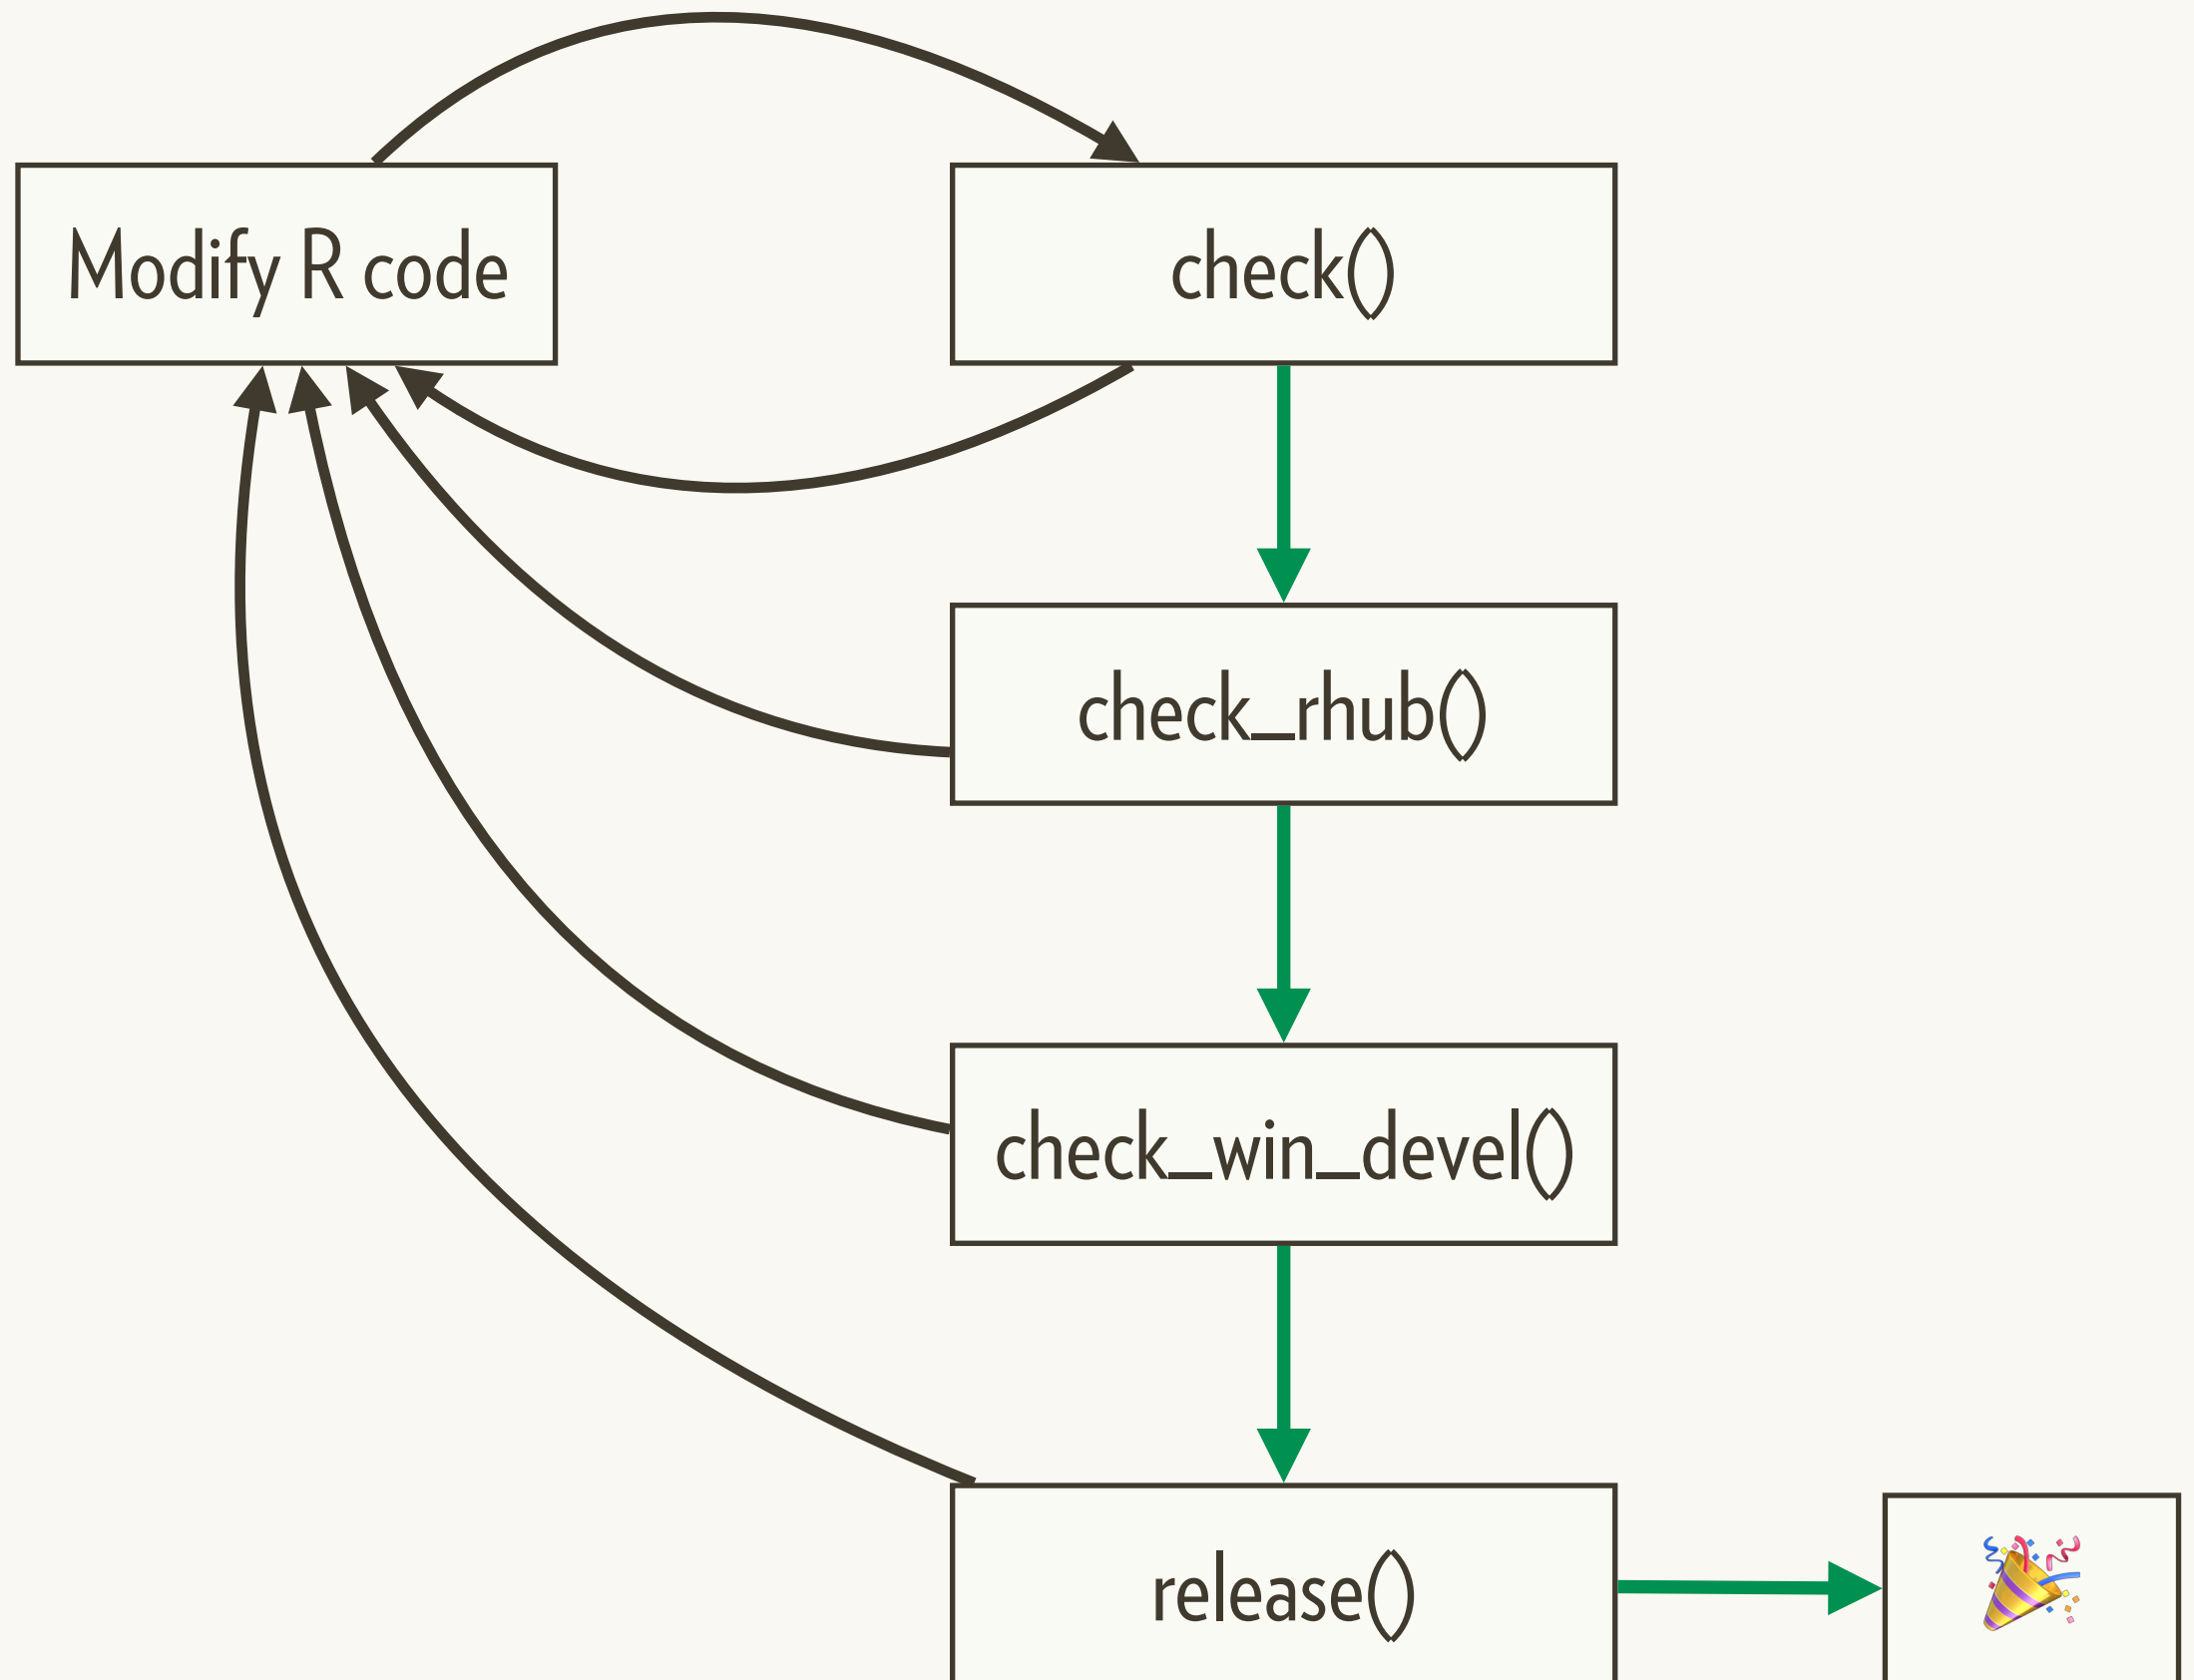 Modify R code
check()
check_rhub()
check_win_devel()
release()